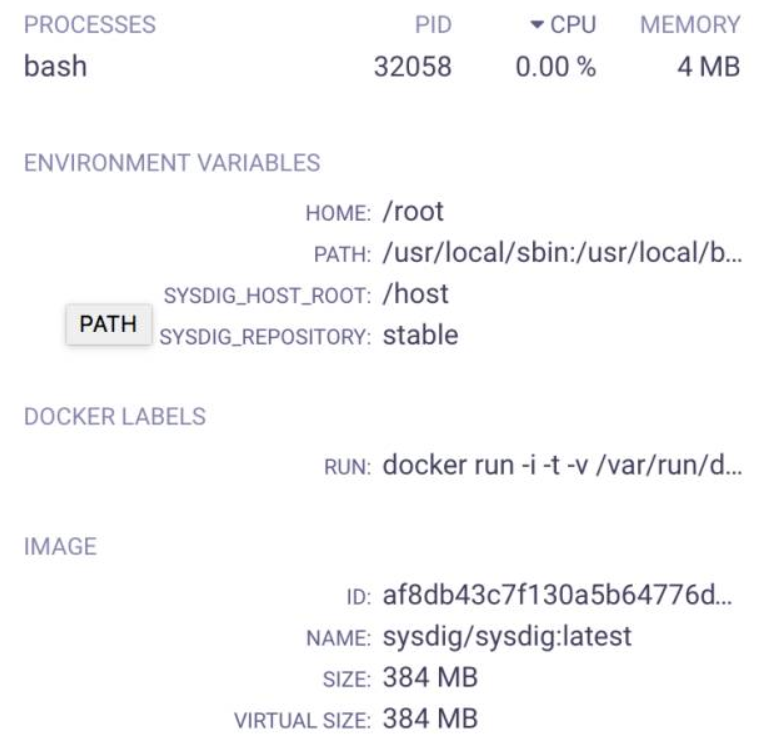 PROCESSES PID CPU MEMORY
bash 32058 0.00 % 4 MB
ENVIRONMENT VARIABLES
HOME: /root
PATH: /usr/local/sbin:/usr/local/b...
SYSDIG_HOST_ROOT: /host
PATH
SYSDIG_REPOSITORY: stable
DOCKER LABELS
RUN: docker run -i -t -v /var/run/d...
IMAGE
ID: af8db43c7f130a5b64776d...
NAME: sysdig/sysdig:latest
SIZE: 384 MB
VIRTUAL SIZE: 384 MB